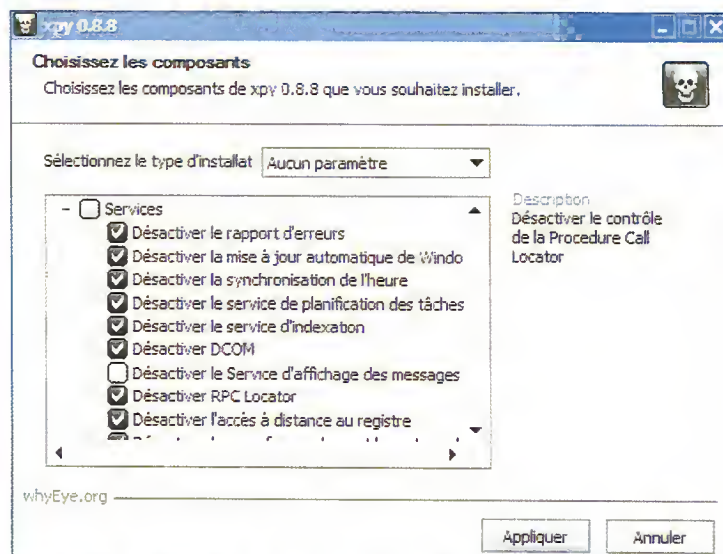 xpy 0.8.8
Choisissez les composants
Choisissez les composants de xpy 0.8.8 que vous souhaitez installer.
Sélectionnez le type d'installat
Aucun paramètre
Services
Désactiver le rapport d'erreurs
Désactiver la mise à jour automatique de Windo
Désactiver la synchronisation de l'heure
Désactiver le service de planification des tâches
Désactiver le service d'indexation
Désactiver DCOM
Désactiver le Service d'affichage des messages
Désactiver RPC Locator
Désactiver l'accès à distance au registre
Description
Désactiver le contrôle
de la Procedure Call
Locator
whyEye.org
Appliquer
Annuler